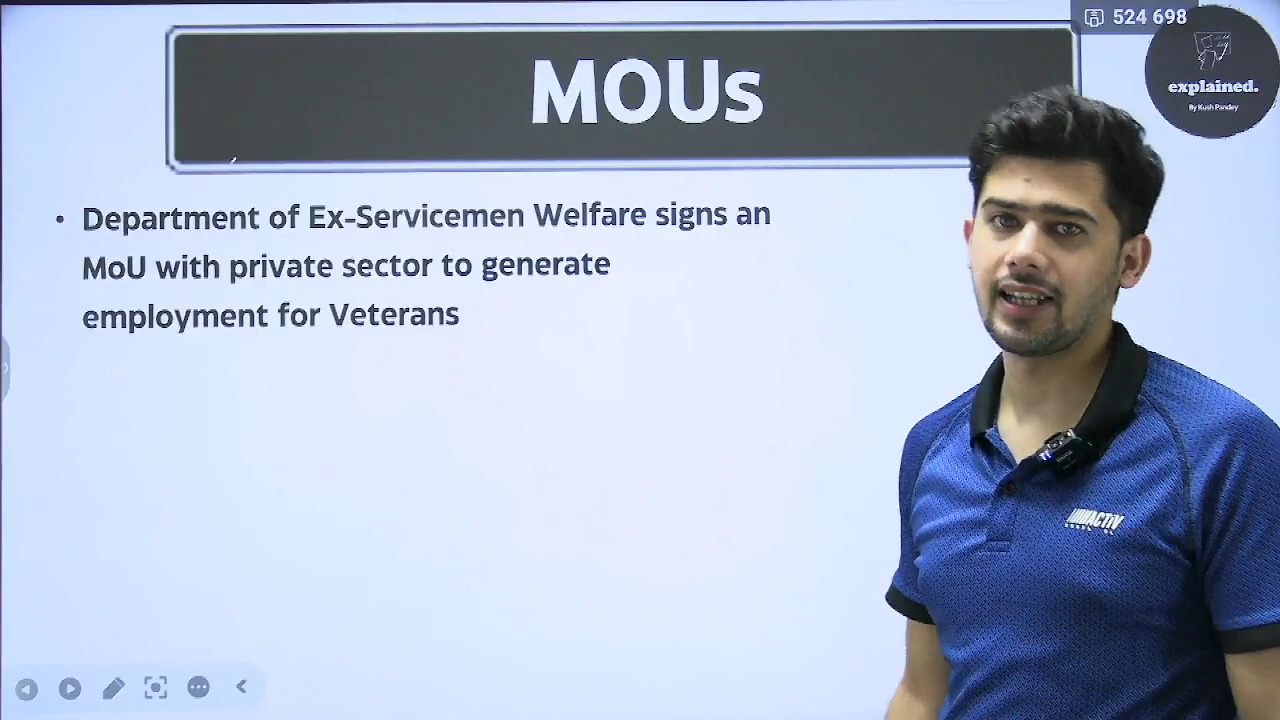 524 698
MOUs
explained.
By Kush Pandey
• Department of Ex-Servicemen Welfare signs an
MoU with private sector to generate
employment for Veterans